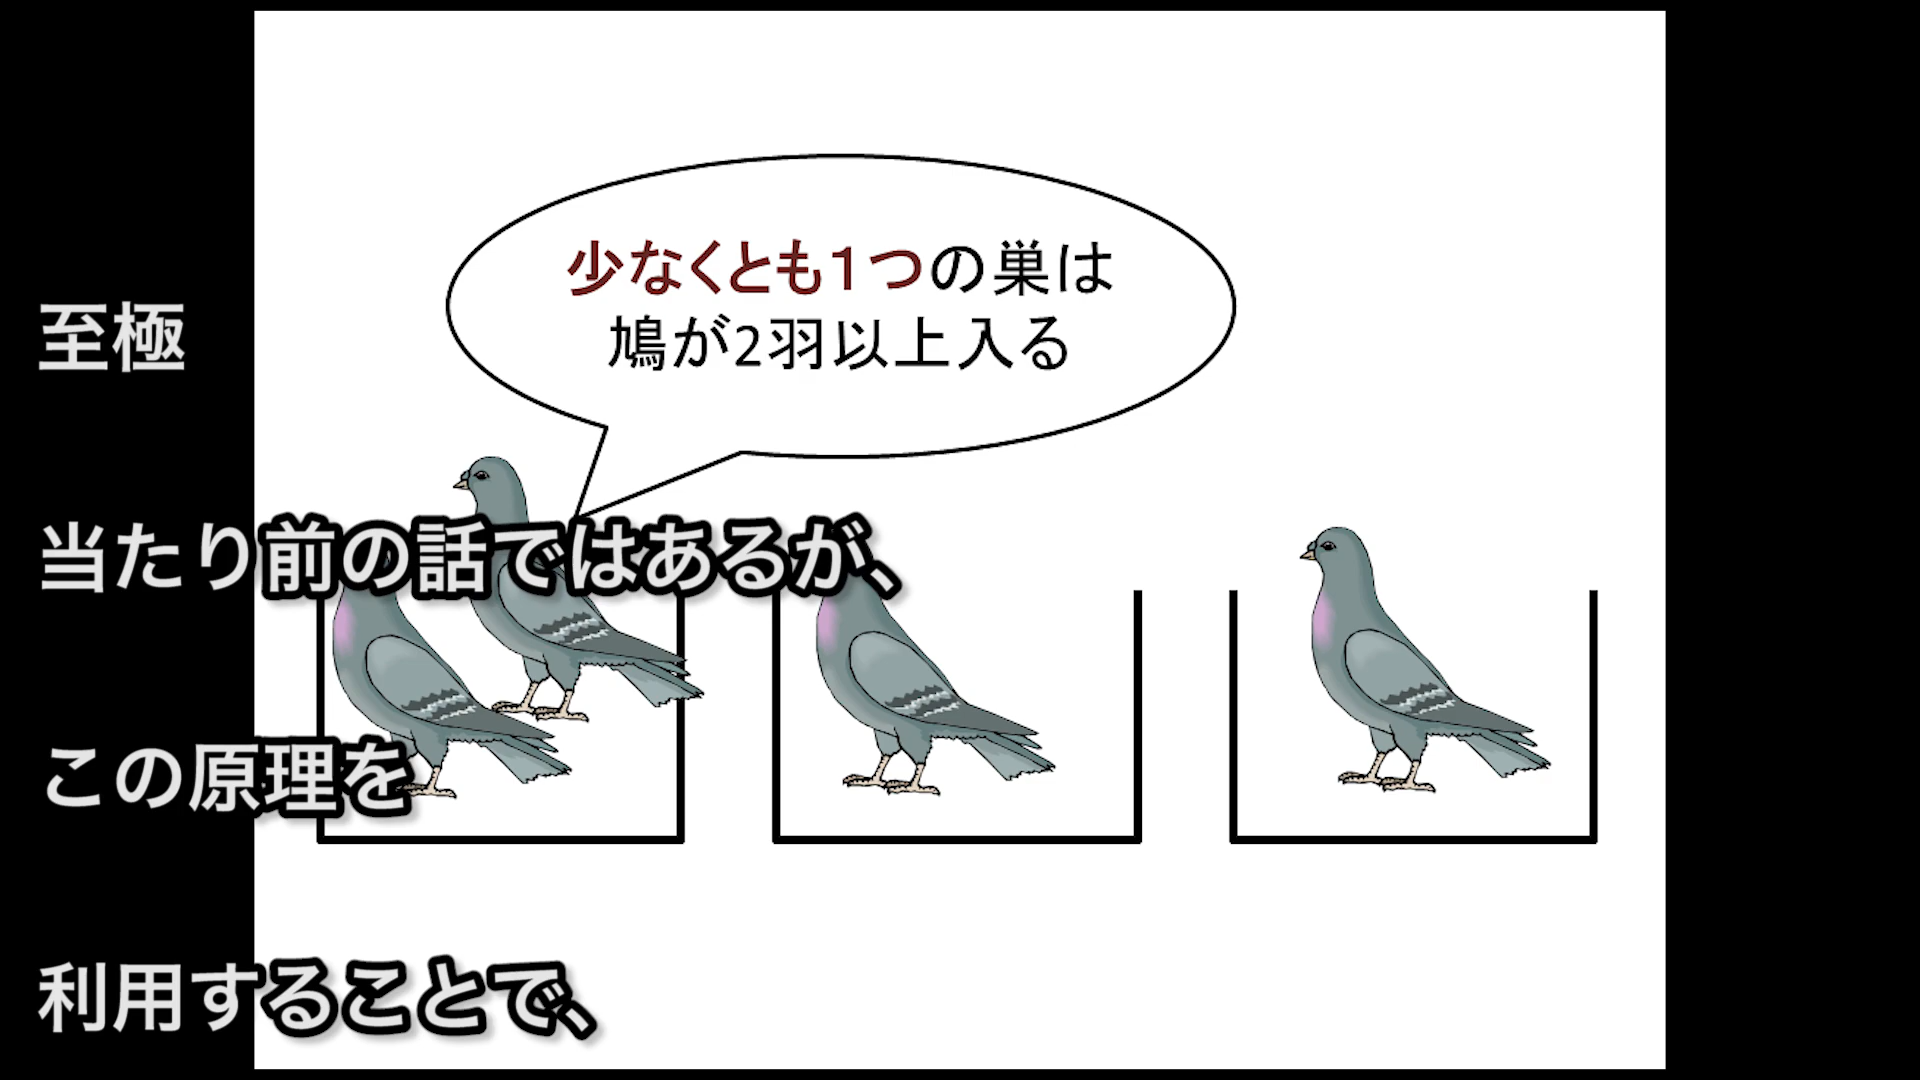 少なくとも1つの巣は
鳩が2羽以上入る
至極
当たり前の話ではあるが、
この原理を
利用することで、